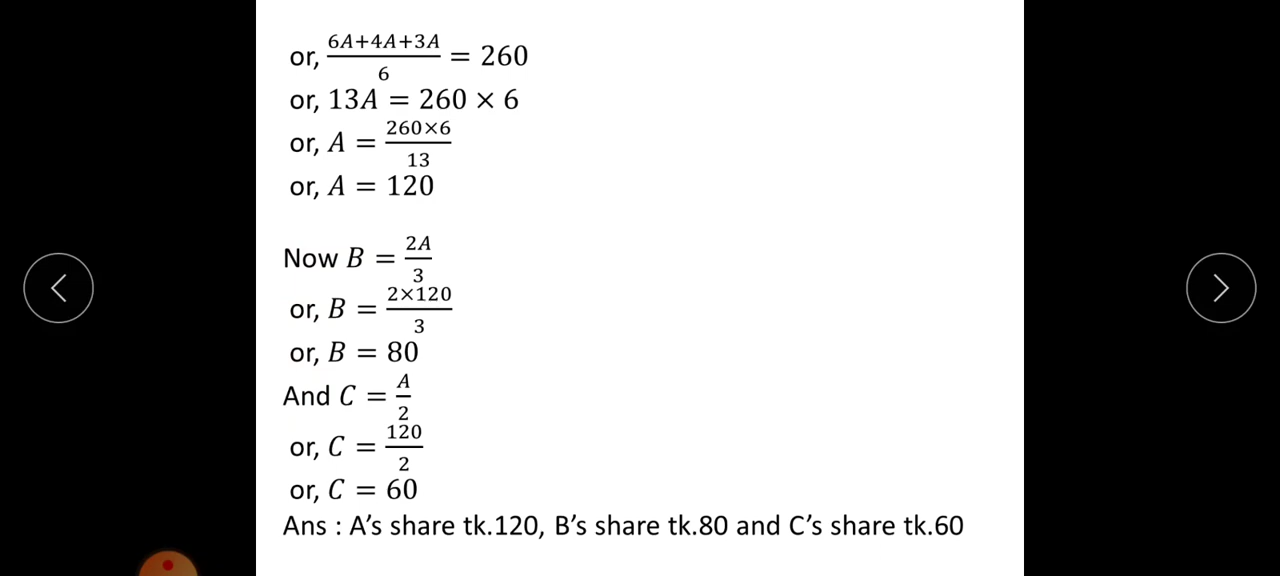 or, (6A+4A+3A)/6 = 260
or, 13A = 260 × 6
or, A = (260×6)/13
or, A = 120
Now B = 2A/3
or, B = (2×120)/3
or, B = 80
And C = A/2
or, C = 120/2
or, C = 60
Ans : A’s share tk.120, B’s share tk.80 and C’s share tk.60